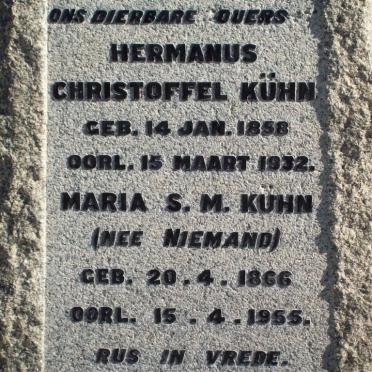 ONS DIERBARE OUERS
HERMANUS
CHRISTOFFEL KÜHN
GEB. 14 JAN. 1858
OORL. 15 MAART 1932.
MARIA S. M. KÜHN
(NEE NIEMAND)
GEB. 20.4.1866
OORL. 15.4.1955.
RUS IN VREDE.